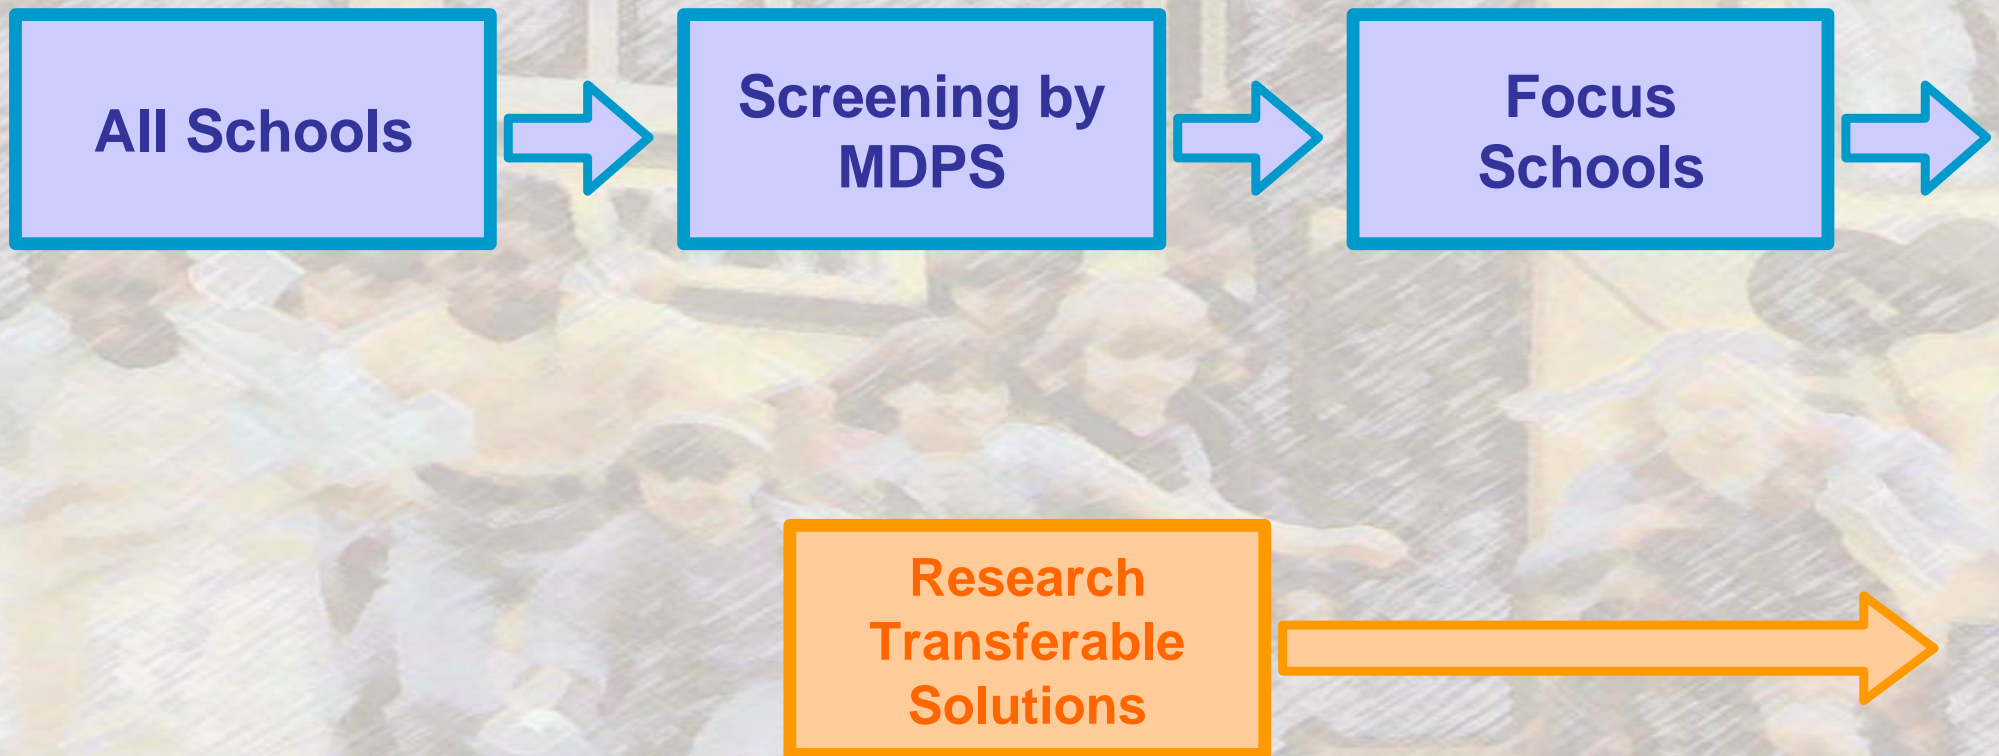 All Schools
Screening by
MDPS
Focus
Schools
Research
Transferable
Solutions